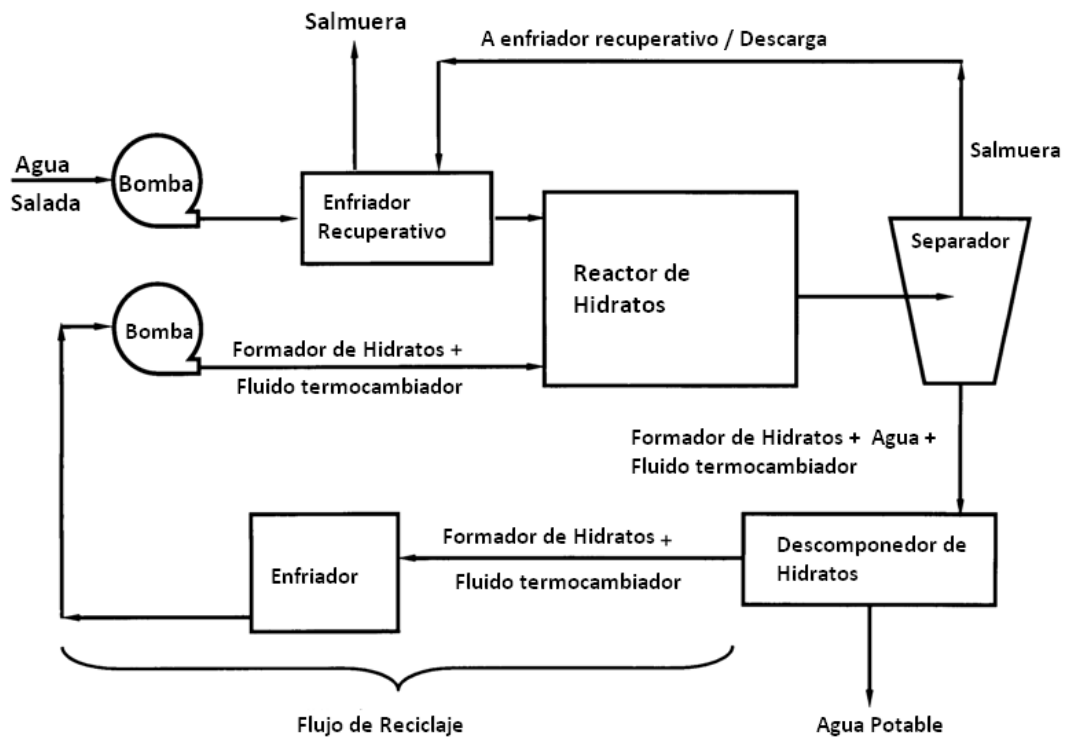 Salmuera
A enfriador recuperativo / Descarga
Agua
Salada
Bomba
Enfriador
Recuperativo
Reactor de
Hidratos
Separador
Salmuera
Bomba
Formador de Hidratos +
Fluido termocambiador
Formador de Hidratos + Agua +
Fluido termocambiador
Enfriador
Formador de Hidratos +
Fluido termocambiador
Descomponedor de
Hidratos
Flujo de Reciclaje
Agua Potable